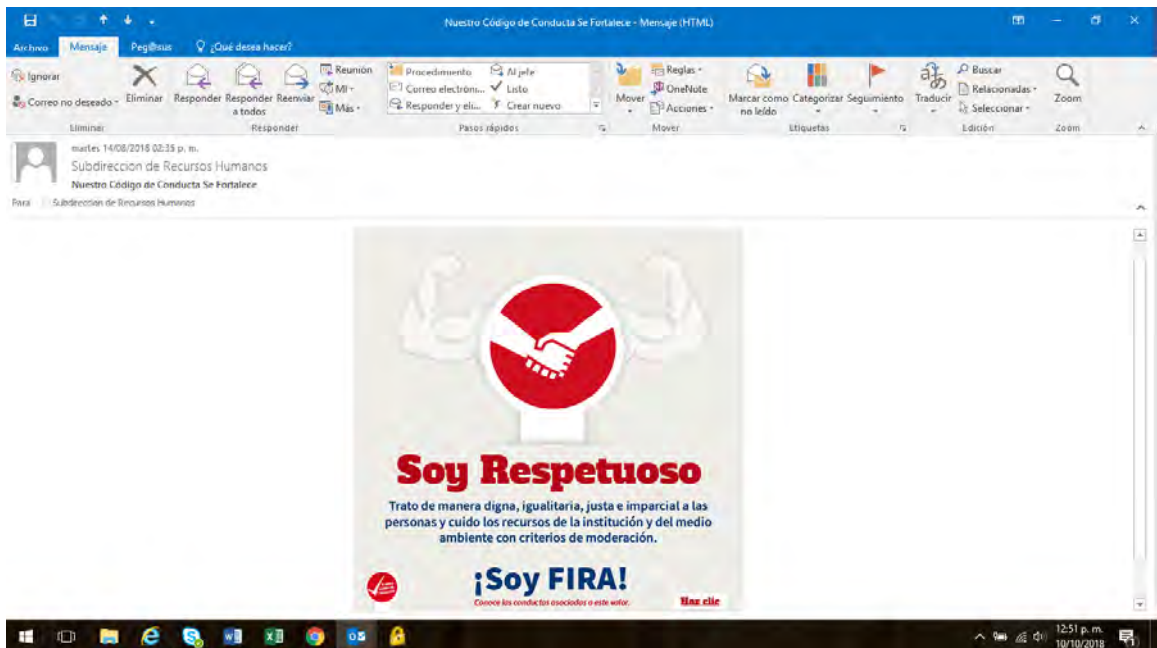 Nuestro Código de Conducta Se Fortalece - Mensaje (HTML)
Archivo Mensaje Peg@sus ¿Qué desea hacer?
Ignorar
Correo no deseado
Eliminar
Responder
Responder a todos
Reenviar
Reunión
MI
Más
Procedimiento
Correo electrón...
Responder y eli...
Al jefe
Listo
Crear nuevo
Mover
Reglas
OneNote
Acciones
Marcar como no leído
Categorizar
Seguimiento
Traducir
Buscar
Relacionadas
Seleccionar
Zoom
Eliminar Responder Pasos rápidos Mover Etiquetas Edición Zoom
martes 14/08/2018 02:35 p. m.
Subdireccion de Recursos Humanos
Nuestro Código de Conducta Se Fortalece
Para Subdireccion de Recursos Humanos
Soy Respetuoso
Trato de manera digna, igualitaria, justa e imparcial a las
personas y cuido los recursos de la institución y del medio
ambiente con criterios de moderación.
¡Soy FIRA!
Conoce las conductas asociadas a este valor.
Haz clic
12:51 p. m.
10/10/2018